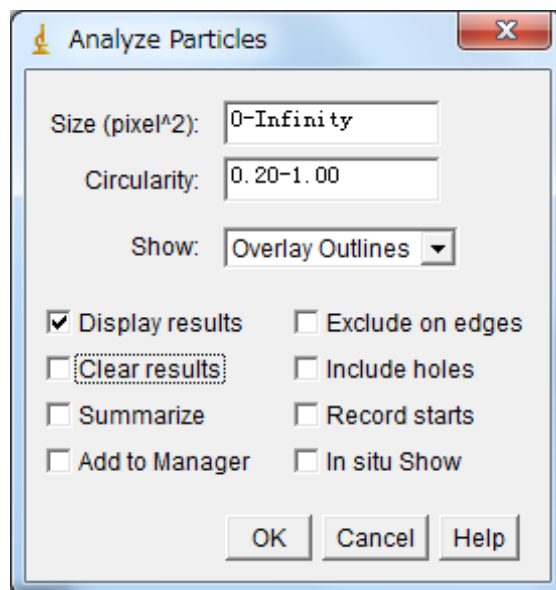 Analyze Particles
Size (pixel^2): 0-Infinity
Circularity: 0.20-1.00
Show: Overlay Outlines
Display results Exclude on edges
Clear results Include holes
Summarize Record starts
Add to Manager In situ Show
OK Cancel Help